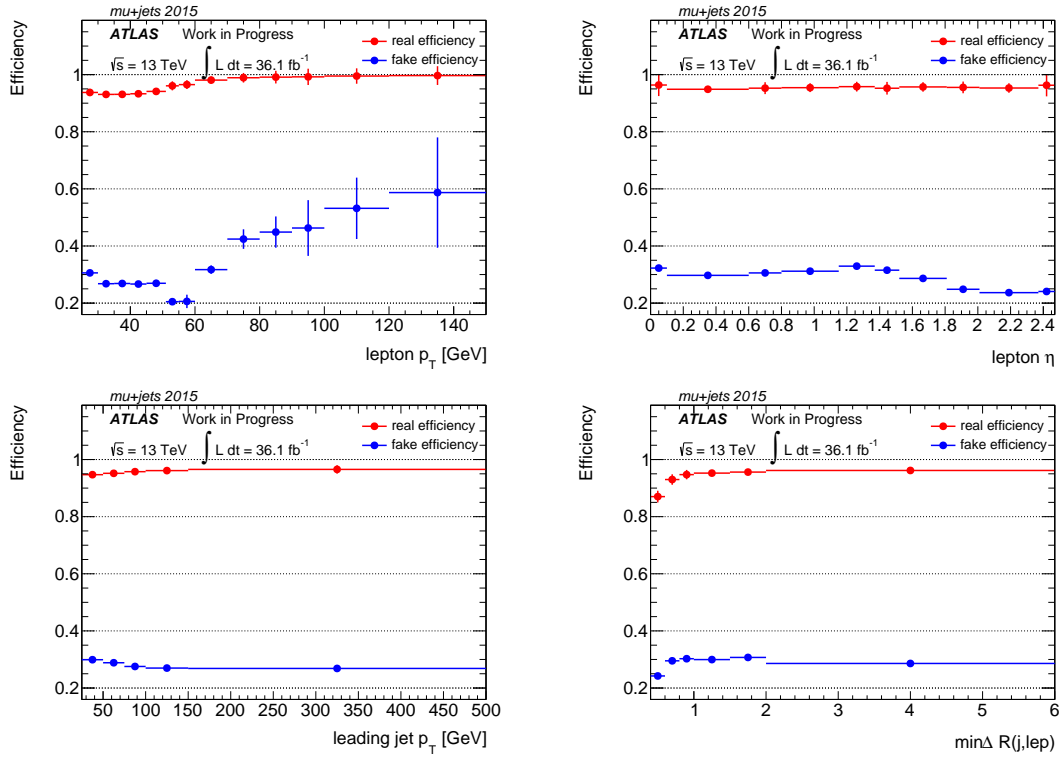 mu+jets 2015
ATLAS Work in Progress
√s = 13 TeV ∫ L dt = 36.1 fb⁻¹
real efficiency
fake efficiency
Efficiency
1
0.8
0.6
0.4
0.2
40 60 80 100 120 140
lepton p_T [GeV]
mu+jets 2015
ATLAS Work in Progress
√s = 13 TeV ∫ L dt = 36.1 fb⁻¹
real efficiency
fake efficiency
Efficiency
1
0.8
0.6
0.4
0.2
0 0.2 0.4 0.6 0.8 1 1.2 1.4 1.6 1.8 2 2.2 2.4
lepton η
mu+jets 2015
ATLAS Work in Progress
√s = 13 TeV ∫ L dt = 36.1 fb⁻¹
real efficiency
fake efficiency
Efficiency
1
0.8
0.6
0.4
0.2
50 100 150 200 250 300 350 400 450 500
leading jet p_T [GeV]
mu+jets 2015
ATLAS Work in Progress
√s = 13 TeV ∫ L dt = 36.1 fb⁻¹
real efficiency
fake efficiency
Efficiency
1
0.8
0.6
0.4
0.2
1 2 3 4 5 6
minΔ R(j,lep)